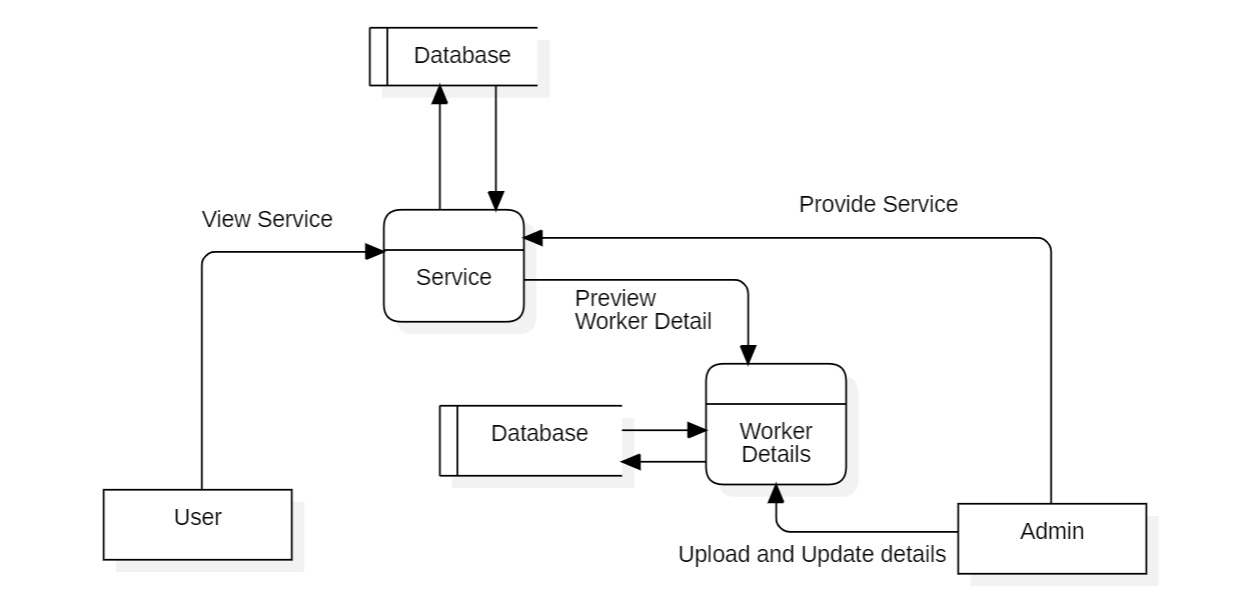 Database
View Service
Provide Service
Service
Preview
Worker Detail
Database
Worker
Details
User
Admin
Upload and Update details